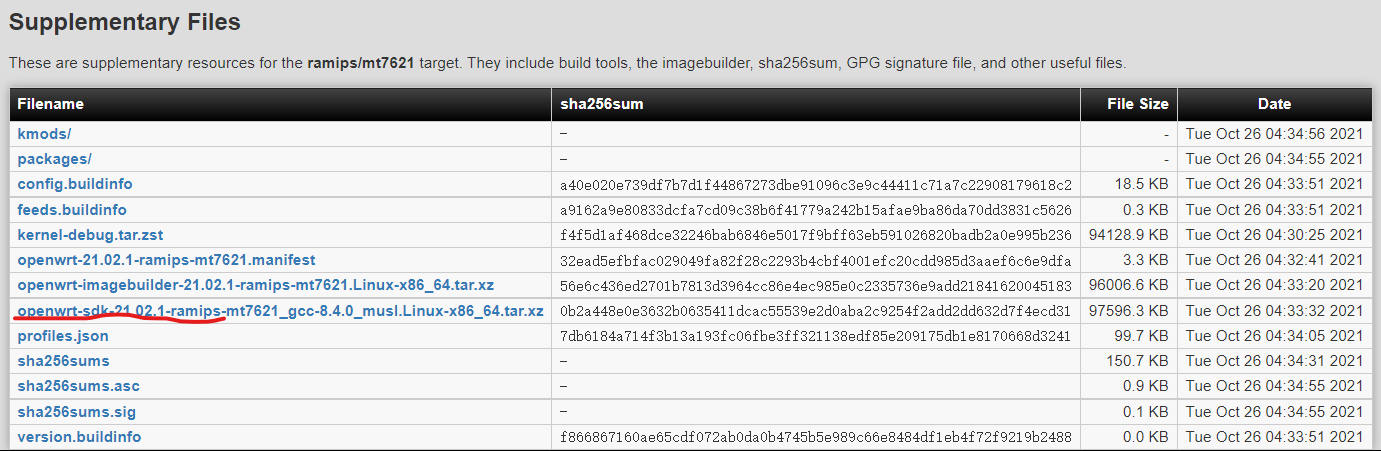 Supplementary Files
These are supplementary resources for the ramips/mt7621 target. They include build tools, the imagebuilder, sha256sum, GPG signature file, and other useful files.
Filename sha256sum File Size Date
kmods/ – - Tue Oct 26 04:34:56 2021
packages/ – - Tue Oct 26 04:34:55 2021
config.buildinfo a40e020e739df7b7d1f44867273dbe91096c3e9c44411c71a7c22908179618c2 18.5 KB Tue Oct 26 04:33:51 2021
feeds.buildinfo a9162a9e80833dcfa7cd09c38b6f41779a242b15afae9ba86da70dd3831c5626 0.3 KB Tue Oct 26 04:33:51 2021
kernel-debug.tar.zst f4f5d1af468dce32246bab6846e5017f9bff63eb591026820badb2a0e995b236 94128.9 KB Tue Oct 26 04:30:25 2021
openwrt-21.02.1-ramips-mt7621.manifest 32ead5efbfac029049fa82f28c2293b4cbf4001efc20cdd985d3aaef6c6e9dfa 3.3 KB Tue Oct 26 04:32:41 2021
openwrt-imagebuilder-21.02.1-ramips-mt7621.Linux-x86_64.tar.xz 56e6c436ed2701b7813d3964cc86e4ec985e0c2335736e9add21841620045183 96006.6 KB Tue Oct 26 04:33:20 2021
openwrt-sdk-21.02.1-ramips-mt7621_gcc-8.4.0_musl.Linux-x86_64.tar.xz 0b2a448e0e3632b0635411dcac55539e2d0aba2c9254f2add2dd632d7f4ecd31 97596.3 KB Tue Oct 26 04:33:32 2021
profiles.json 7db6184a714f3b13a193fc06fbe3ff321138edf85e209175db1e8170668d3241 99.7 KB Tue Oct 26 04:34:05 2021
sha256sums – 150.7 KB Tue Oct 26 04:34:31 2021
sha256sums.asc – 0.9 KB Tue Oct 26 04:34:55 2021
sha256sums.sig – 0.1 KB Tue Oct 26 04:34:55 2021
version.buildinfo f866867160ae65cdf072ab0da0b4745b5e989c66e8484df1eb4f72f9219b2488 0.0 KB Tue Oct 26 04:33:51 2021